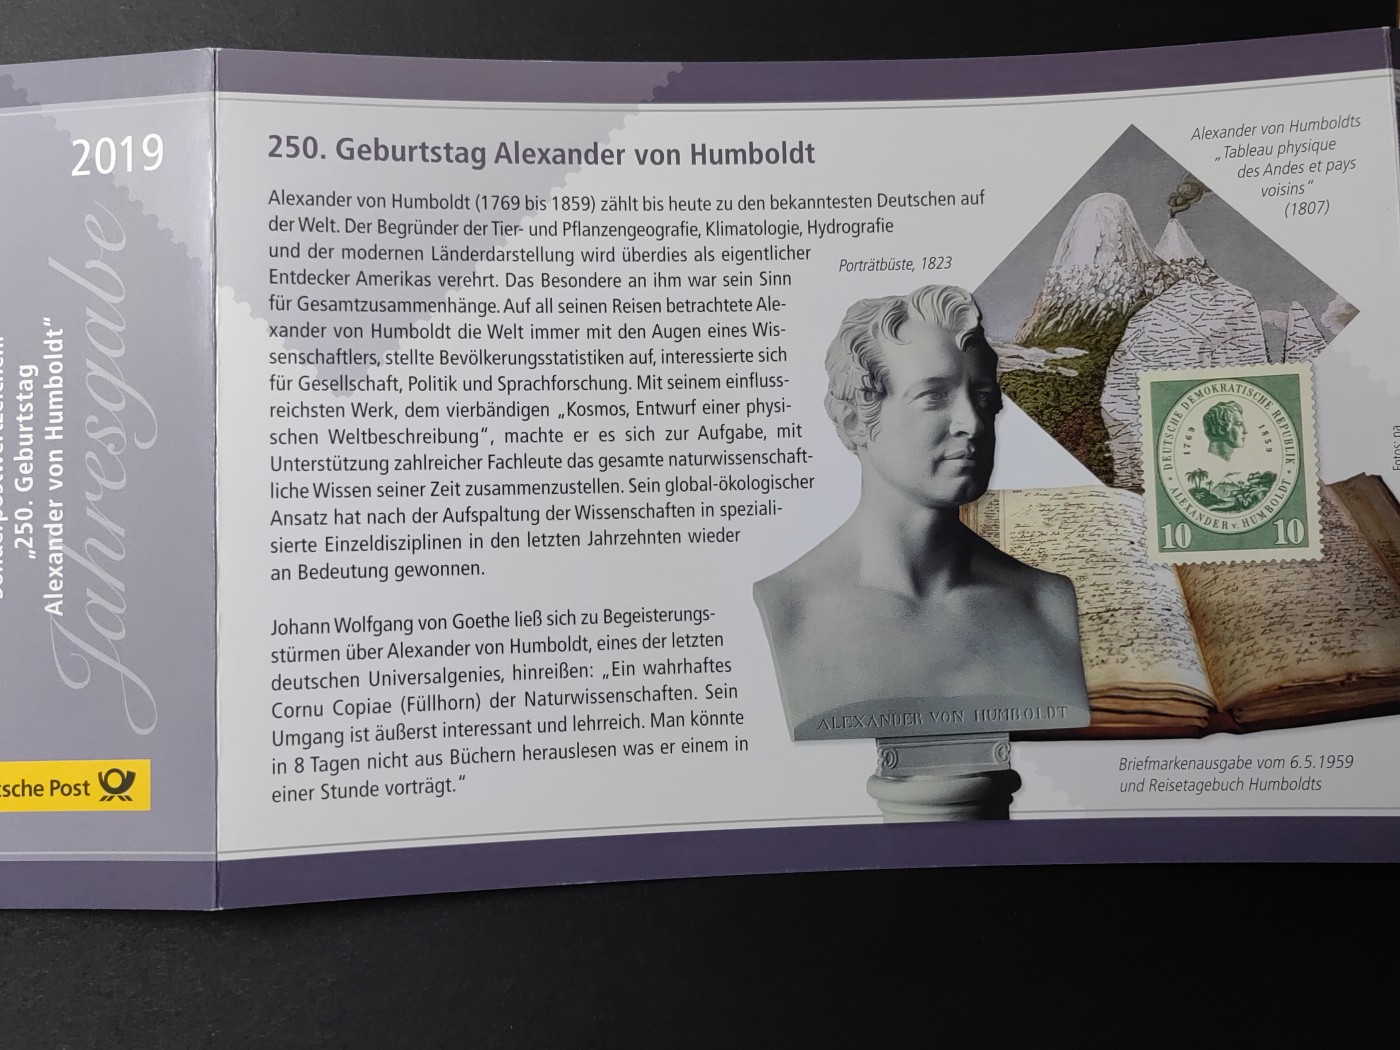 2019
Jahresgabe
„250. Geburtstag
Alexander von Humboldt“
Post
250. Geburtstag Alexander von Humboldt
Alexander von Humboldt (1769 bis 1859) zählt bis heute zu den bekanntesten Deutschen auf
der Welt. Der Begründer der Tier- und Pflanzengeografie, Klimatologie, Hydrografie
und der modernen Länderdarstellung wird überdies als eigentlicher
Entdecker Amerikas verehrt. Das Besondere an ihm war sein Sinn
für Gesamtzusammenhänge. Auf all seinen Reisen betrachtete Ale-
xander von Humboldt die Welt immer mit den Augen eines Wis-
senschaftlers, stellte Bevölkerungsstatistiken auf, interessierte sich
für Gesellschaft, Politik und Sprachforschung. Mit seinem einfluss-
reichsten Werk, dem vierbändigen „Kosmos, Entwurf einer physi-
schen Weltbeschreibung“, machte er es sich zur Aufgabe, mit
Unterstützung zahlreicher Fachleute das gesamte naturwissenschaft-
liche Wissen seiner Zeit zusammenzustellen. Sein global-ökologischer
Ansatz hat nach der Aufspaltung der Wissenschaften in speziali-
sierte Einzeldisziplinen in den letzten Jahrzehnten wieder
an Bedeutung gewonnen.
Johann Wolfgang von Goethe ließ sich zu Begeisterungs-
stürmen über Alexander von Humboldt, eines der letzten
deutschen Universalgenies, hinreißen: „Ein wahrhaftes
Cornu Copiae (Füllhorn) der Naturwissenschaften. Sein
Umgang ist äußerst interessant und lehrreich. Man könnte
in 8 Tagen nicht aus Büchern herauslesen was er einem in
einer Stunde vorträgt.“
Porträtbüste, 1823
Alexander von Humboldts
„Tableau physique
des Andes et pays
voisins“
(1807)
DEUTSCHE DEMOKRATISCHE REPUBLIK
1769 1859
ALEXANDER v. HUMBOLDT
10 10
ALEXANDER VON HUMBOLDT
Briefmarkenausgabe vom 6.5.1959
und Reisetagebuch Humboldts
Fotos: